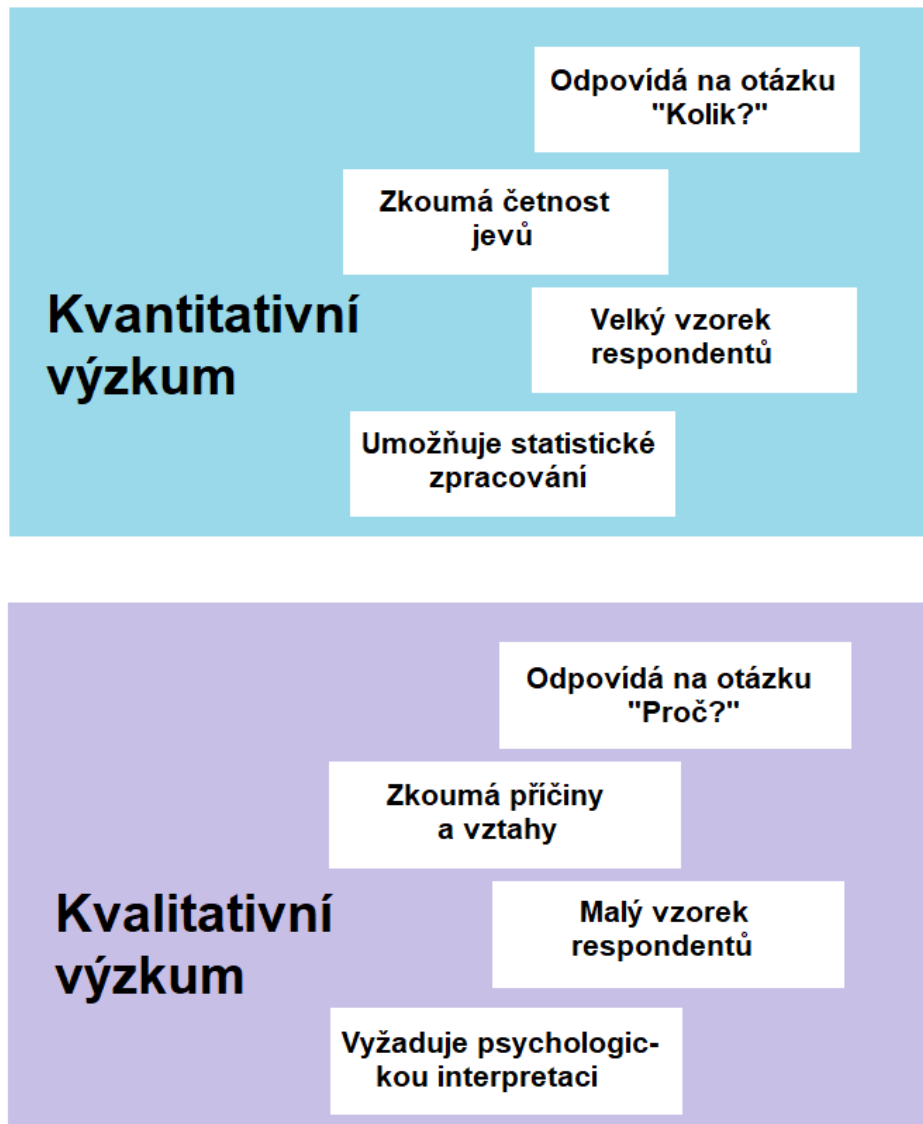 Odpovídá na otázku
"Kolik?"
Zkoumá četnost
jevů
Kvantitativní
výzkum
Velký vzorek
respondentů
Umožňuje statistické
zpracování
Odpovídá na otázku
"Proč?"
Zkoumá příčiny
a vztahy
Kvalitativní
výzkum
Malý vzorek
respondentů
Vyžaduje psychologic-
kou interpretaci